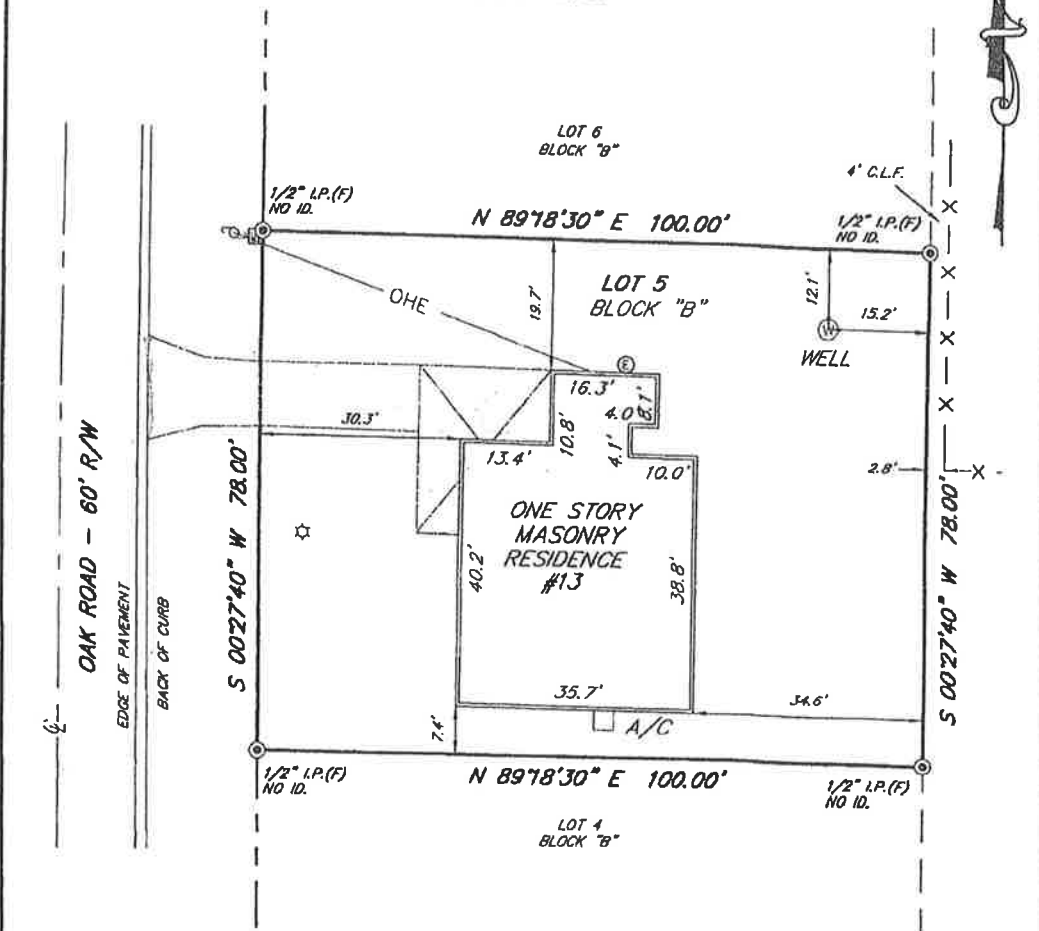 LOT 6
BLOCK "B"
4' C.L.F.
1/2" I.P.(F)
NO ID.
N 89°18'30" E 100.00'
1/2" I.P.(F)
NO ID.
LOT 5
BLOCK "B"
OHE
19.7'
12.1'
15.2'
W
WELL
E
16.3'
8.1'
4.0
30.3'
10.8'
4.1'
13.4'
10.0'
2.8'
OAK ROAD - 60' R/W
EDGE OF PAVEMENT
BACK OF CURB
S 00°27'40" W 78.00'
ONE STORY
MASONRY
RESIDENCE
#13
40.2'
38.8'
S 00°27'40" W 78.00'
35.7'
34.6'
7.4'
A/C
1/2" I.P.(F)
NO ID.
N 89°18'30" E 100.00'
1/2" I.P.(F)
NO ID.
LOT 4
BLOCK "B"